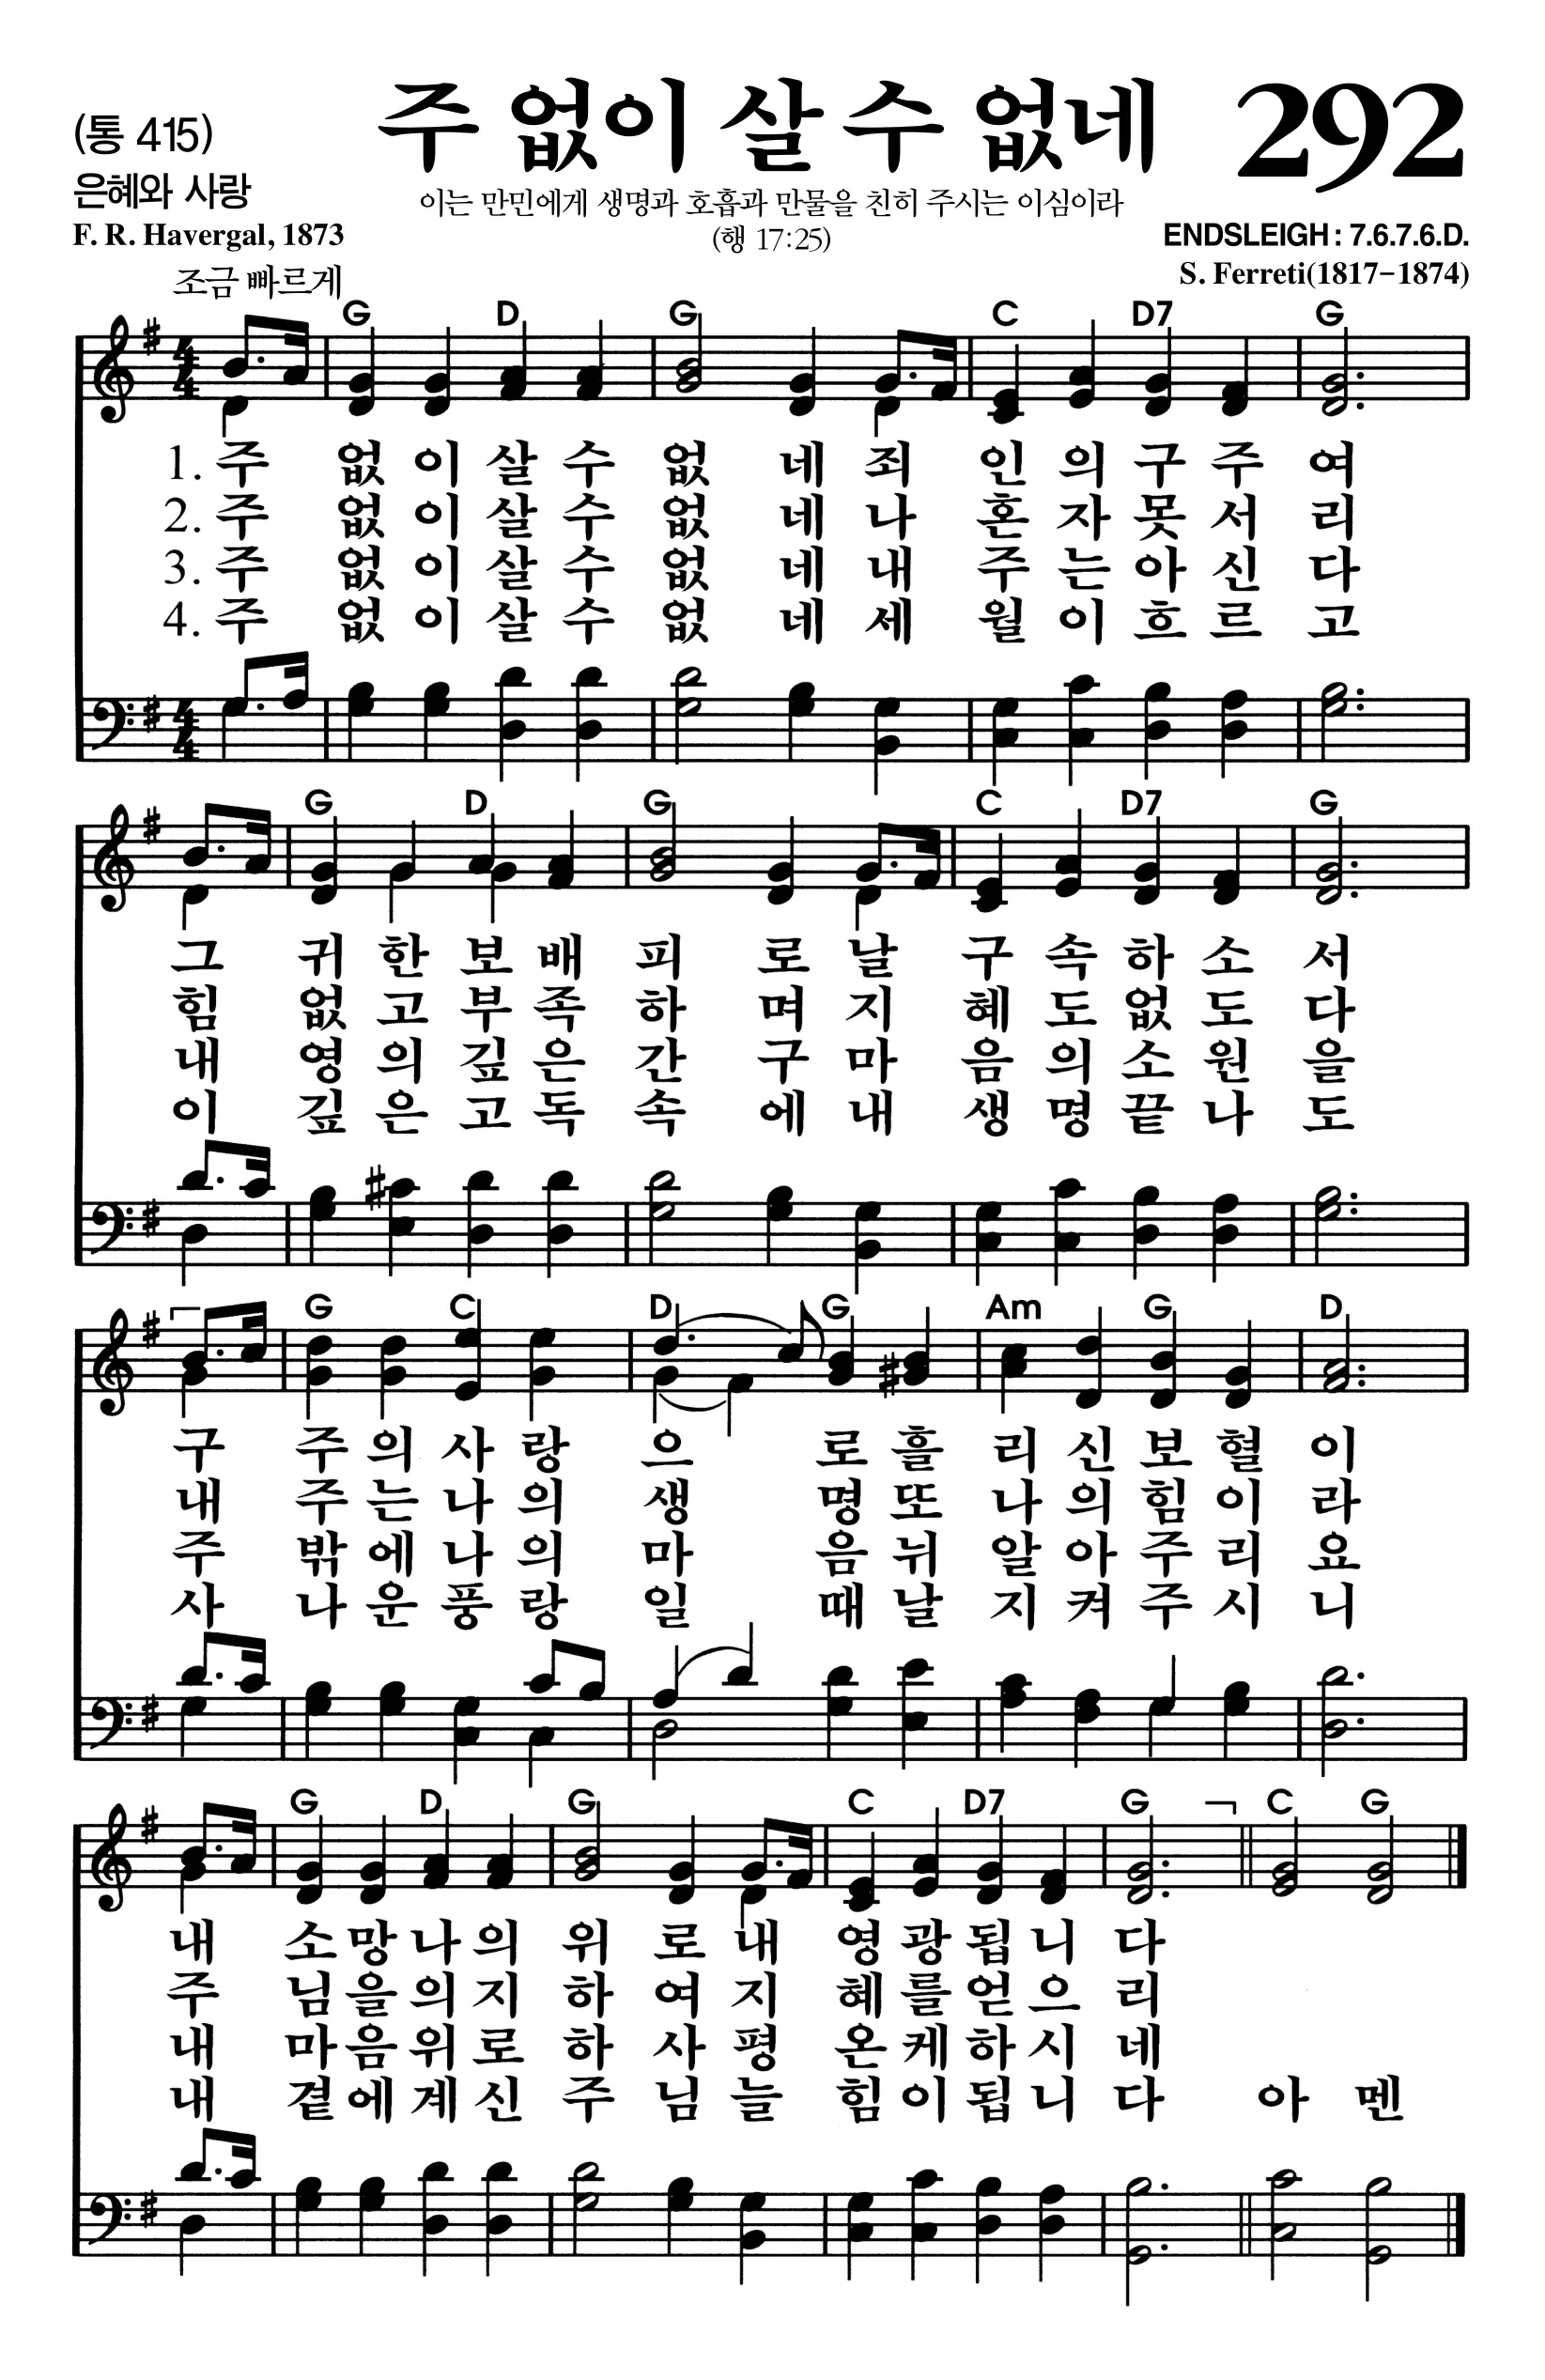 (통 415)
주 없이 살 수 없네
292
은혜와 사랑
이는 만민에게 생명과 호흡과 만물을 친히 주시는 이심이라
F. R. Havergal, 1873
(행 17:25)
ENDSLEIGH : 7.6.7.6.D.
S. Ferreti(1817-1874)
조금 빠르게
G D G C D7 G
1. 주 없 이 살 수 없 네 죄 인 의 구 주 여
2. 주 없 이 살 수 없 네 나 혼 자 못 서 리
3. 주 없 이 살 수 없 네 내 주 는 아 신 다
4. 주 없 이 살 수 없 네 세 월 이 흐 르 고
G D G C D7 G
그 귀 한 보 배 피 로 날 구 속 하 소 서
힘 없 고 부 족 하 며 지 혜 도 없 도 다
내 영 의 깊 은 간 구 마 음 의 소 원 을
이 깊 은 고 독 속 에 내 생 명 끝 나 도
G C D G Am G D
구 주 의 사 랑 으 로 흘 리 신 보 혈 이
내 주 는 나 의 생 명 또 나 의 힘 이 라
주 밖 에 나 의 마 음 뉘 알 아 주 리 요
사 나 운 풍 랑 일 때 날 지 켜 주 시 니
G D G C D7 G C G
내 소 망 나 의 위 로 내 영 광 됩 니 다
주 님 을 의 지 하 여 지 혜 를 얻 으 리
내 마 음 위 로 하 사 평 온 케 하 시 네
내 곁 에 계 신 주 님 늘 힘 이 됩 니 다 아 멘